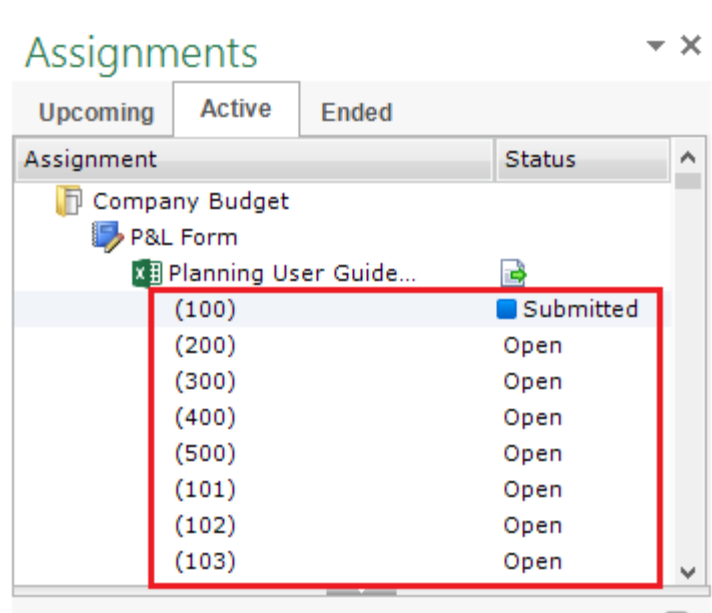 Assignments
Upcoming Active Ended
Assignment Status
Company Budget
P&L Form
Planning User Guide...
(100) Submitted
(200) Open
(300) Open
(400) Open
(500) Open
(101) Open
(102) Open
(103) Open